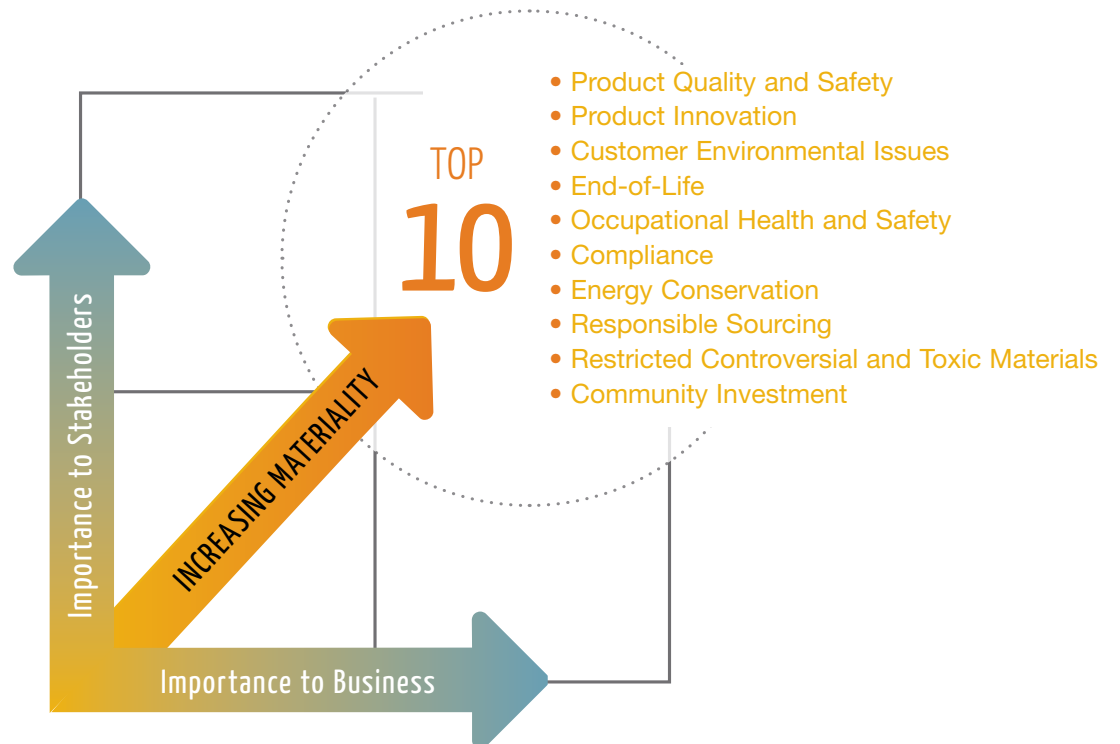 TOP
10
• Product Quality and Safety
• Product Innovation
• Customer Environmental Issues
• End-of-Life
• Occupational Health and Safety
• Compliance
• Energy Conservation
• Responsible Sourcing
• Restricted Controversial and Toxic Materials
• Community Investment
Importance to Stakeholders
INCREASING MATERIALITY
Importance to Business